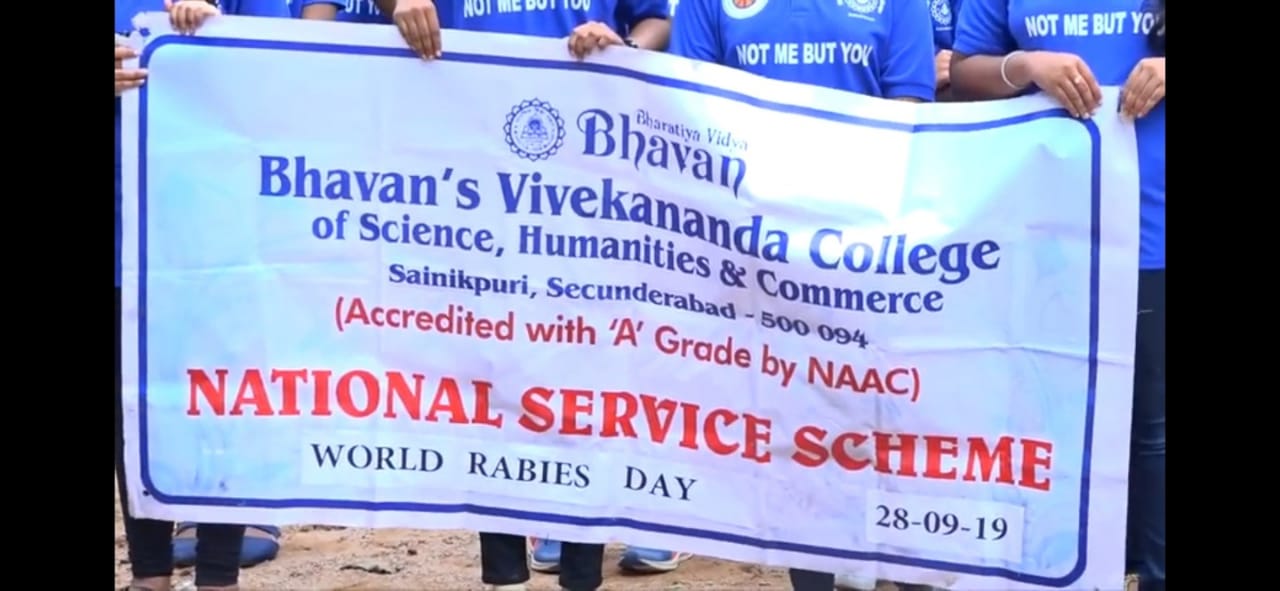 NOT ME BUT YOU
NOT ME BUT YOU
NOT ME BUT
Bharatiya Vidya
Bhavan
Bhavan's Vivekananda College
of Science, Humanities & Commerce
Sainikpuri, Secunderabad - 500 094
(Accredited with 'A' Grade by NAAC)
NATIONAL SERVICE SCHEME
WORLD RABIES DAY
28-09-19